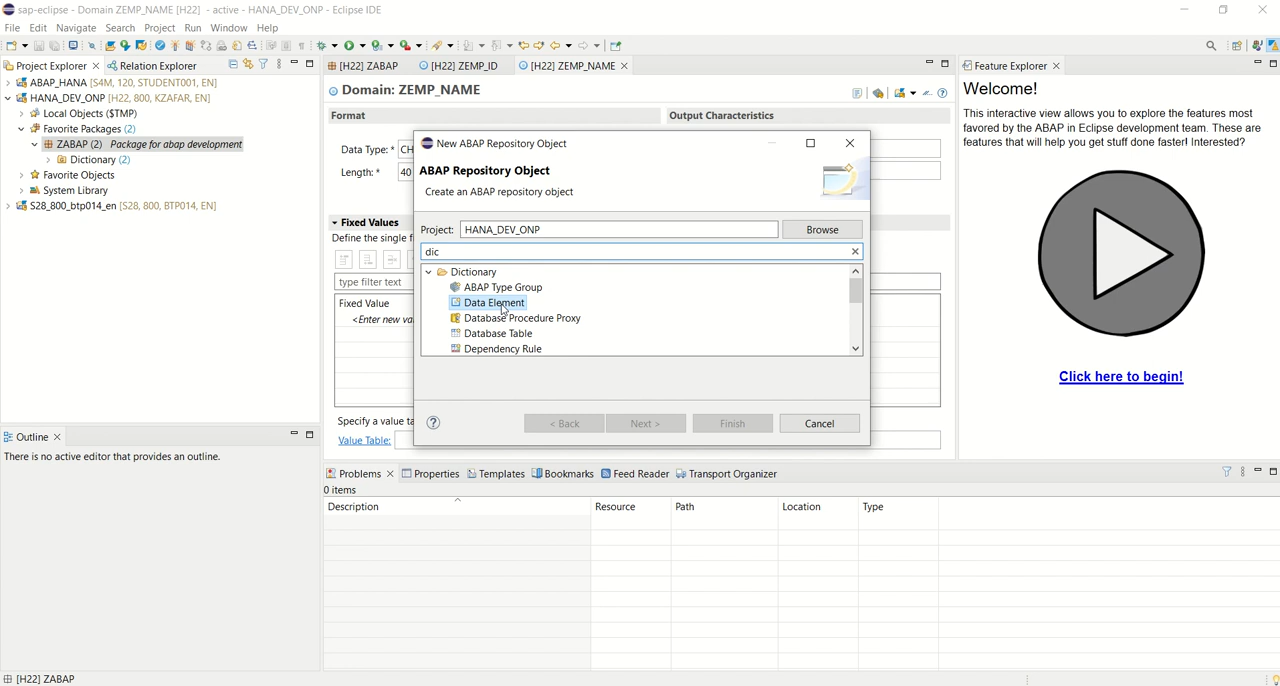 sap-eclipse - Domain ZEMP_NAME [H22] - active - HANA_DEV_ONP - Eclipse IDE
File Edit Navigate Search Project Run Window Help
Project Explorer Relation Explorer
ABAP_HANA [S4M, 120, STUDENT001, EN]
HANA_DEV_ONP [H22, 800, KZAFAR, EN]
Local Objects ($TMP)
Favorite Packages (2)
ZABAP (2) Package for abap development
Dictionary (2)
Favorite Objects
System Library
S28_800_btp014_en [S28, 800, BTP014, EN]
Outline
There is no active editor that provides an outline.
[H22] ZABAP [H22] ZEMP_ID [H22] ZEMP_NAME
Domain: ZEMP_NAME
Format Output Characteristics
Data Type: * CH
Length: * 40
Fixed Values
Define the single f
type filter text
Fixed Value
<Enter new va
Specify a value ta
Value Table:
New ABAP Repository Object
ABAP Repository Object
Create an ABAP repository object
Project: HANA_DEV_ONP Browse
dic
Dictionary
ABAP Type Group
Data Element
Database Procedure Proxy
Database Table
Dependency Rule
< Back Next > Finish Cancel
Feature Explorer
Welcome!
This interactive view allows you to explore the features most
favored by the ABAP in Eclipse development team. These are
features that will help you get stuff done faster! Interested?
Click here to begin!
Problems Properties Templates Bookmarks Feed Reader Transport Organizer
0 items
Description Resource Path Location Type
[H22] ZABAP